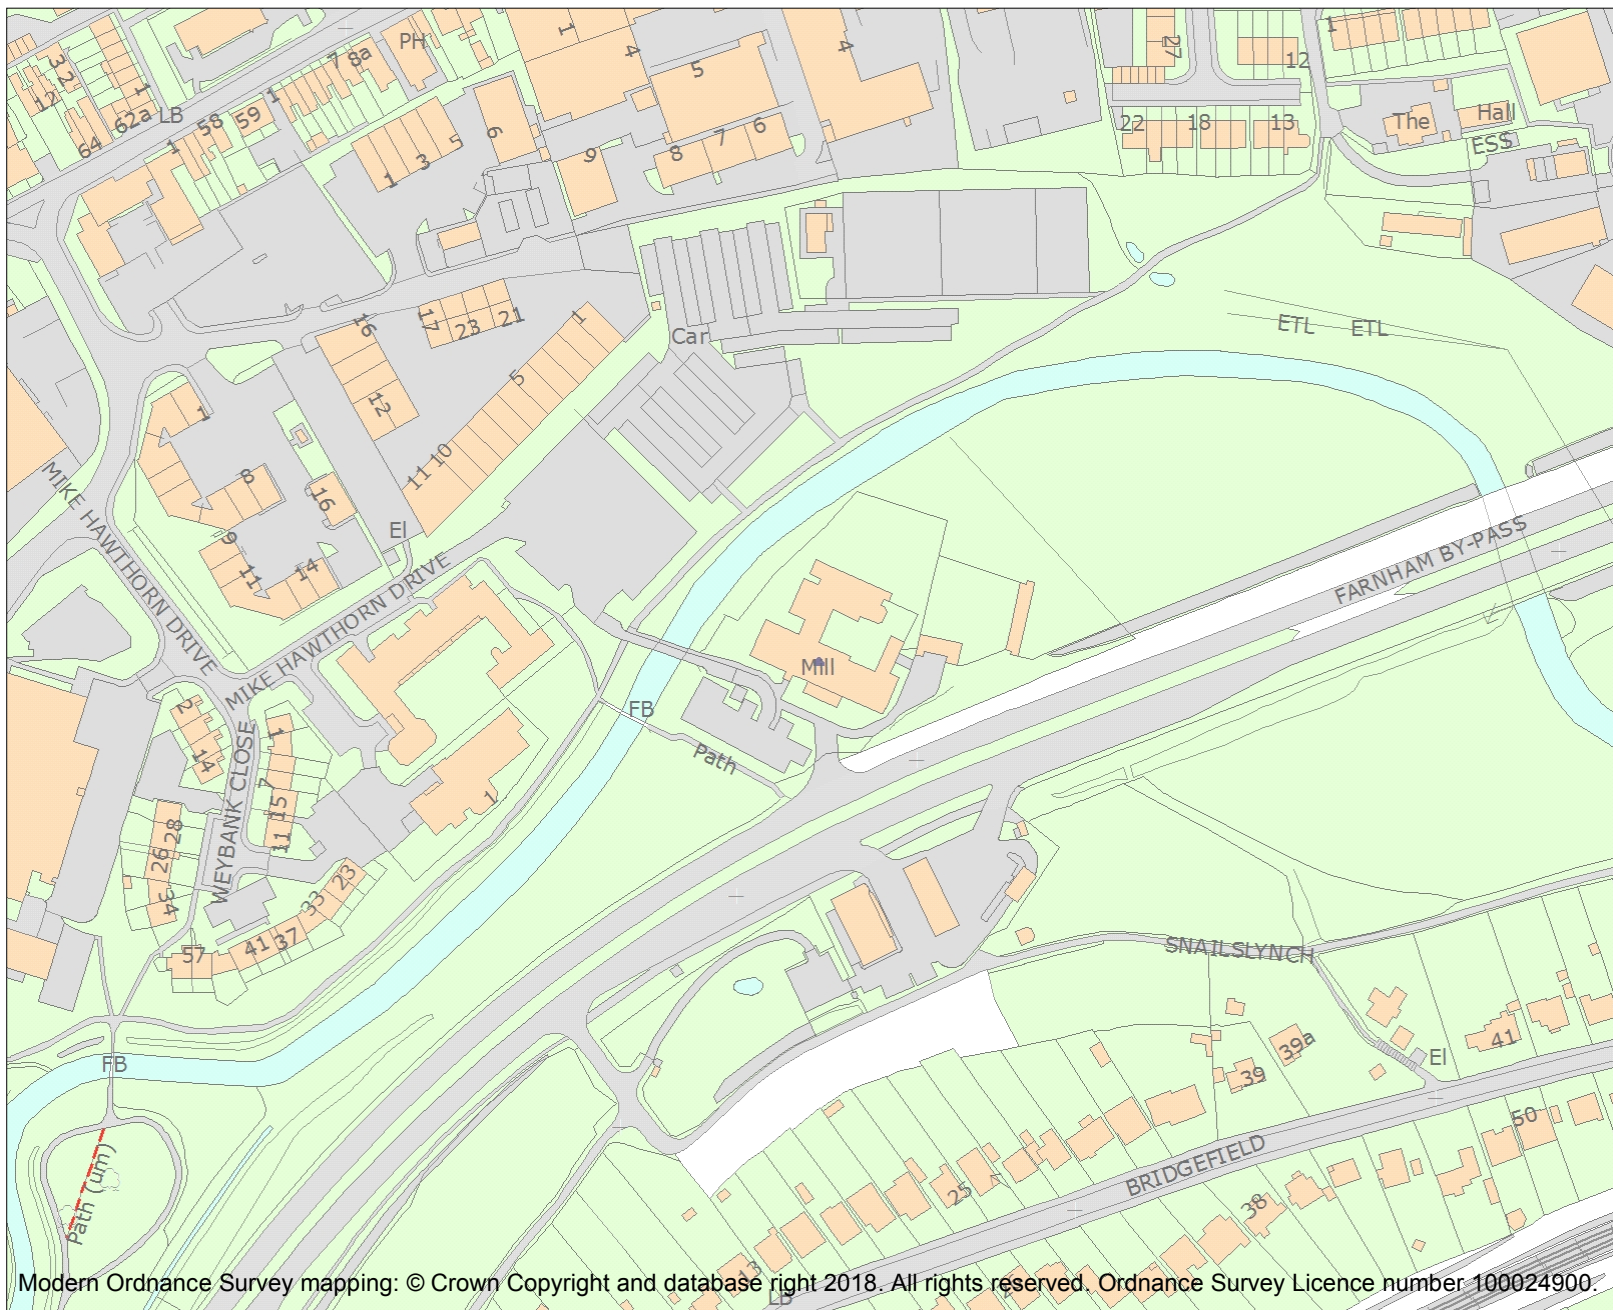 PH
1
4
4
5
27
12
1
3
2
12
1
7
8a
62a
LB
64
58
59
1
1
6
5
3
1
9
8
7
6
22
18
13
The
Hall
ESS
16
17
23
21
1
Car
ETL
ETL
5
12
1
10
11
8
16
El
9
11
14
MIKE HAWTHORN DRIVE
MIKE HAWTHORN DRIVE
FARNHAM BY-PASS
Mill
FB
Path
2
14
1
7
15
11
WEYBANK CLOSE
1
28
26
34
23
33
41
37
57
SNAILSLYNCH
FB
El
41
39a
39
50
Path (um)
BRIDGEFIELD
25
38
13
LB
Modern Ordnance Survey mapping: © Crown Copyright and database right 2018. All rights reserved. Ordnance Survey Licence number 100024900.